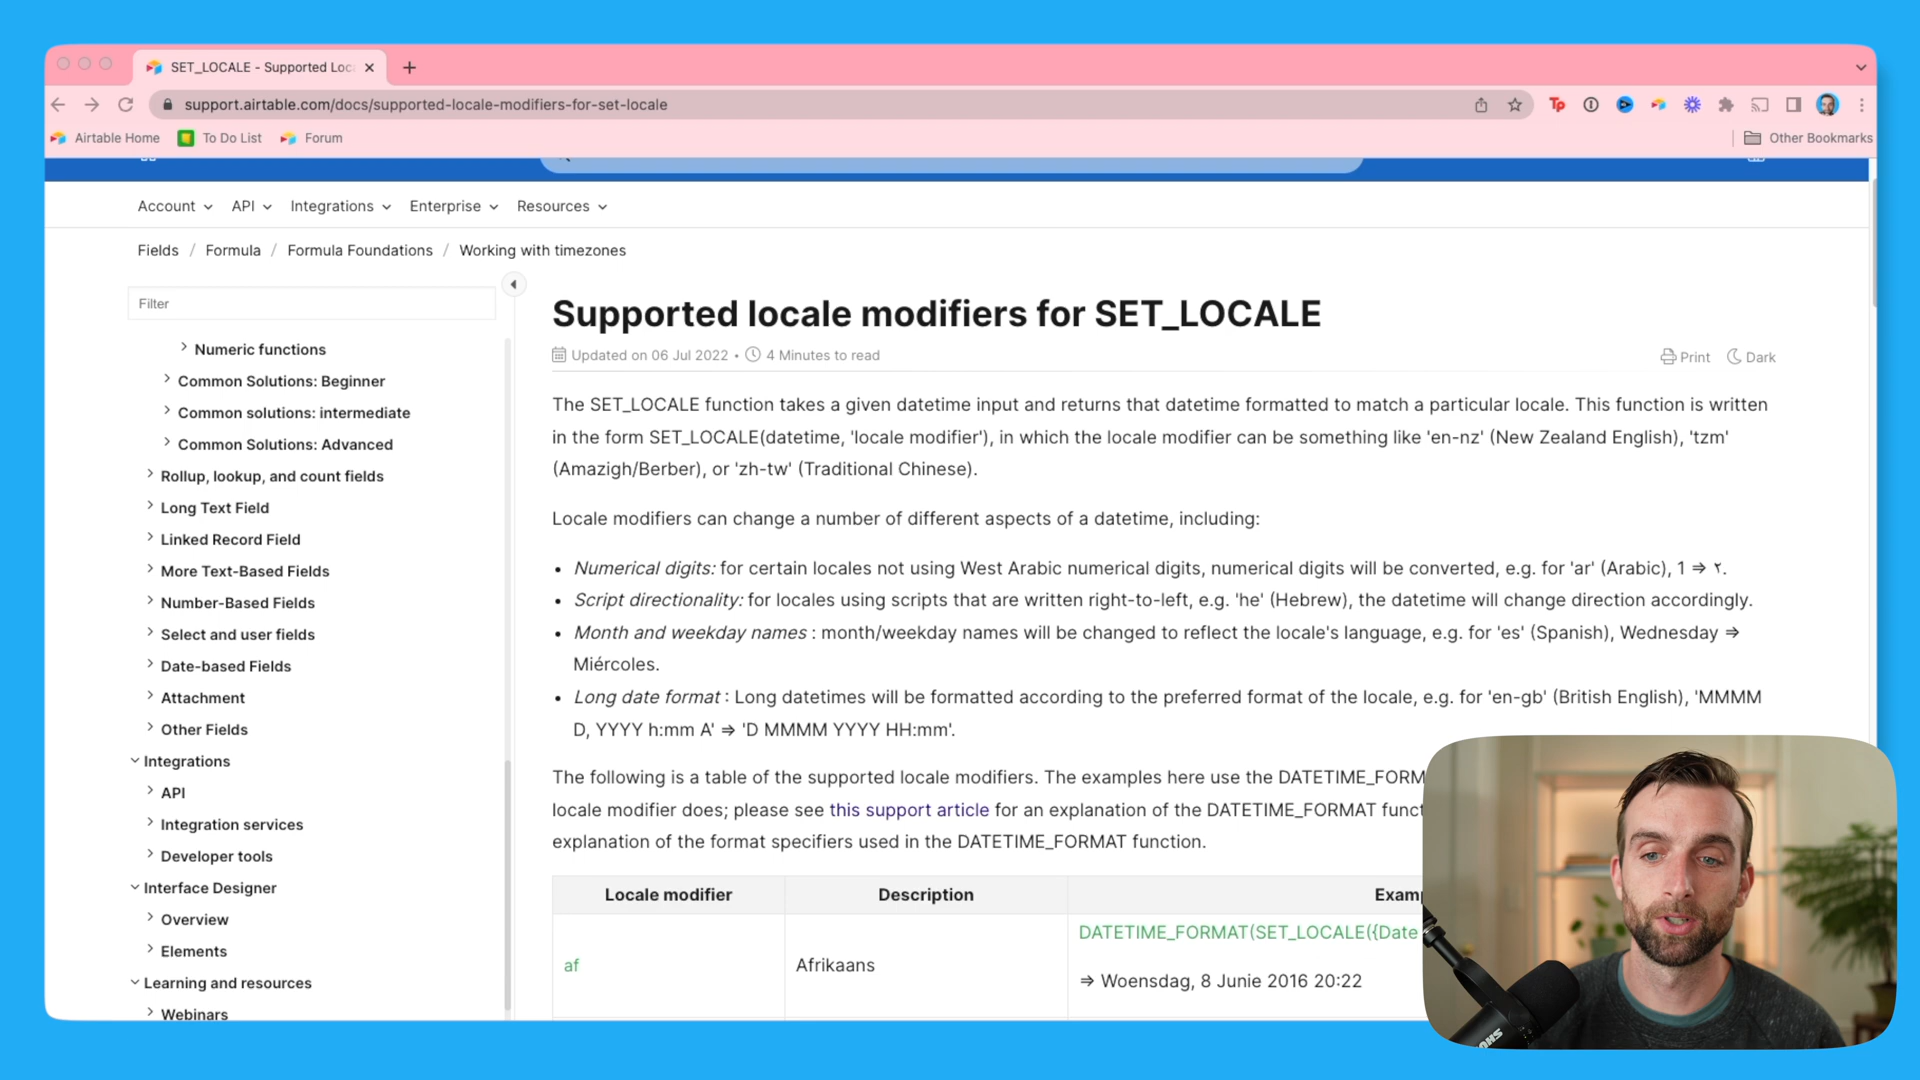 SET_LOCALE - Supported Loc
support.airtable.com/docs/supported-locale-modifiers-for-set-locale
Tp
Airtable Home
To Do List
Forum
Other Bookmarks
Account
API
Integrations
Enterprise
Resources
Fields / Formula / Formula Foundations / Working with timezones
Filter
Numeric functions
Common Solutions: Beginner
Common solutions: intermediate
Common Solutions: Advanced
Rollup, lookup, and count fields
Long Text Field
Linked Record Field
More Text-Based Fields
Number-Based Fields
Select and user fields
Date-based Fields
Attachment
Other Fields
Integrations
API
Integration services
Developer tools
Interface Designer
Overview
Elements
Learning and resources
Webinars
Supported locale modifiers for SET_LOCALE
Updated on 06 Jul 2022 • 4 Minutes to read
Print
Dark
The SET_LOCALE function takes a given datetime input and returns that datetime formatted to match a particular locale. This function is written
in the form SET_LOCALE(datetime, 'locale modifier'), in which the locale modifier can be something like 'en-nz' (New Zealand English), 'tzm'
(Amazigh/Berber), or 'zh-tw' (Traditional Chinese).
Locale modifiers can change a number of different aspects of a datetime, including:
• Numerical digits: for certain locales not using West Arabic numerical digits, numerical digits will be converted, e.g. for 'ar' (Arabic), 1 ⇒ ٢.
• Script directionality: for locales using scripts that are written right-to-left, e.g. 'he' (Hebrew), the datetime will change direction accordingly.
• Month and weekday names : month/weekday names will be changed to reflect the locale's language, e.g. for 'es' (Spanish), Wednesday ⇒
Miércoles.
• Long date format : Long datetimes will be formatted according to the preferred format of the locale, e.g. for 'en-gb' (British English), 'MMMM
D, YYYY h:mm A' ⇒ 'D MMMM YYYY HH:mm'.
The following is a table of the supported locale modifiers. The examples here use the DATETIME_FORM
locale modifier does; please see this support article for an explanation of the DATETIME_FORMAT funct
explanation of the format specifiers used in the DATETIME_FORMAT function.
Locale modifier
Description
Examp
af
Afrikaans
DATETIME_FORMAT(SET_LOCALE({Date
⇒ Woensdag, 8 Junie 2016 20:22